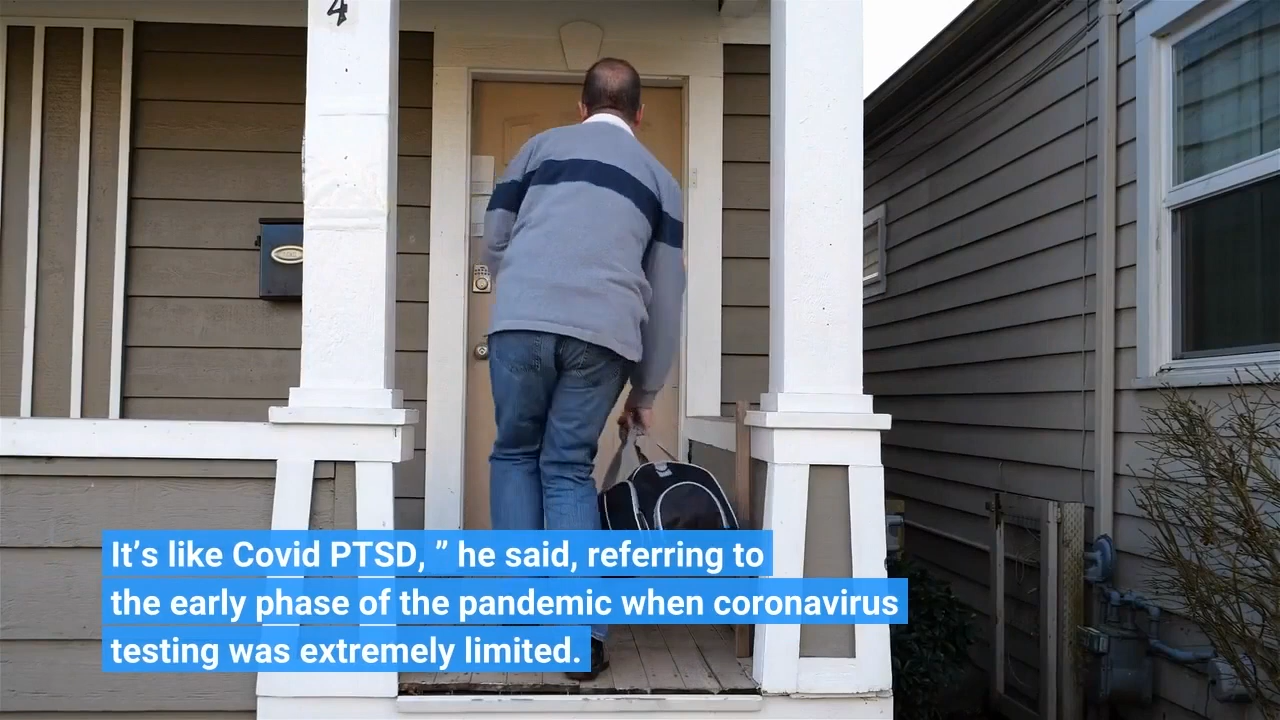 4
It’s like Covid PTSD, ” he said, referring to
the early phase of the pandemic when coronavirus
testing was extremely limited.